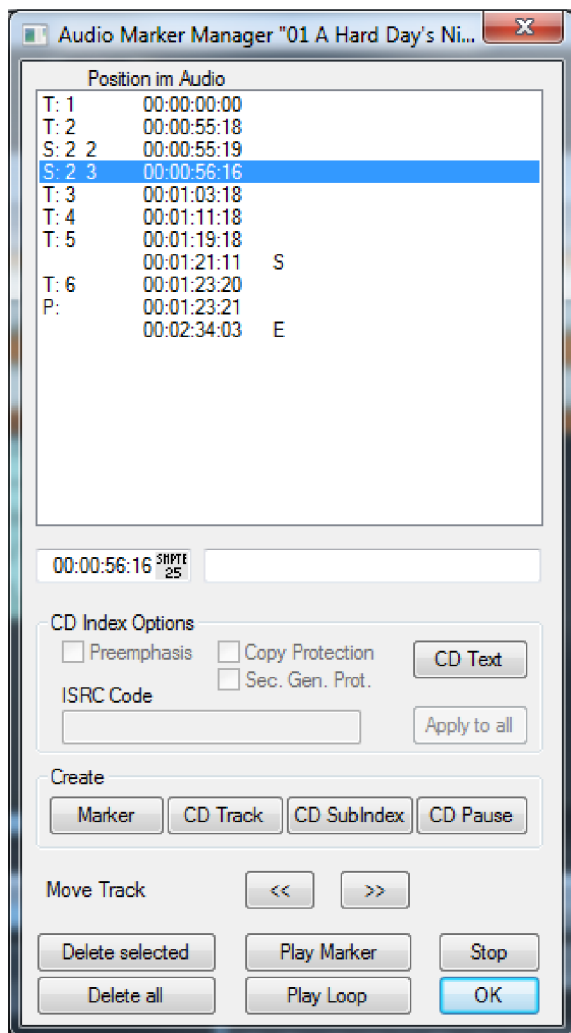 Audio Marker Manager "01 A Hard Day's Ni...
Position im Audio
T: 1 00:00:00:00
T: 2 00:00:55:18
S: 2 2 00:00:55:19
S: 2 3 00:00:56:16
T: 3 00:01:03:18
T: 4 00:01:11:18
T: 5 00:01:19:18
00:01:21:11 S
T: 6 00:01:23:20
P: 00:01:23:21
00:02:34:03 E
00:00:56:16 SMPTE 25
CD Index Options
Preemphasis Copy Protection CD Text
Sec. Gen. Prot.
ISRC Code
Apply to all
Create
Marker CD Track CD SubIndex CD Pause
Move Track << >>
Delete selected Play Marker Stop
Delete all Play Loop OK